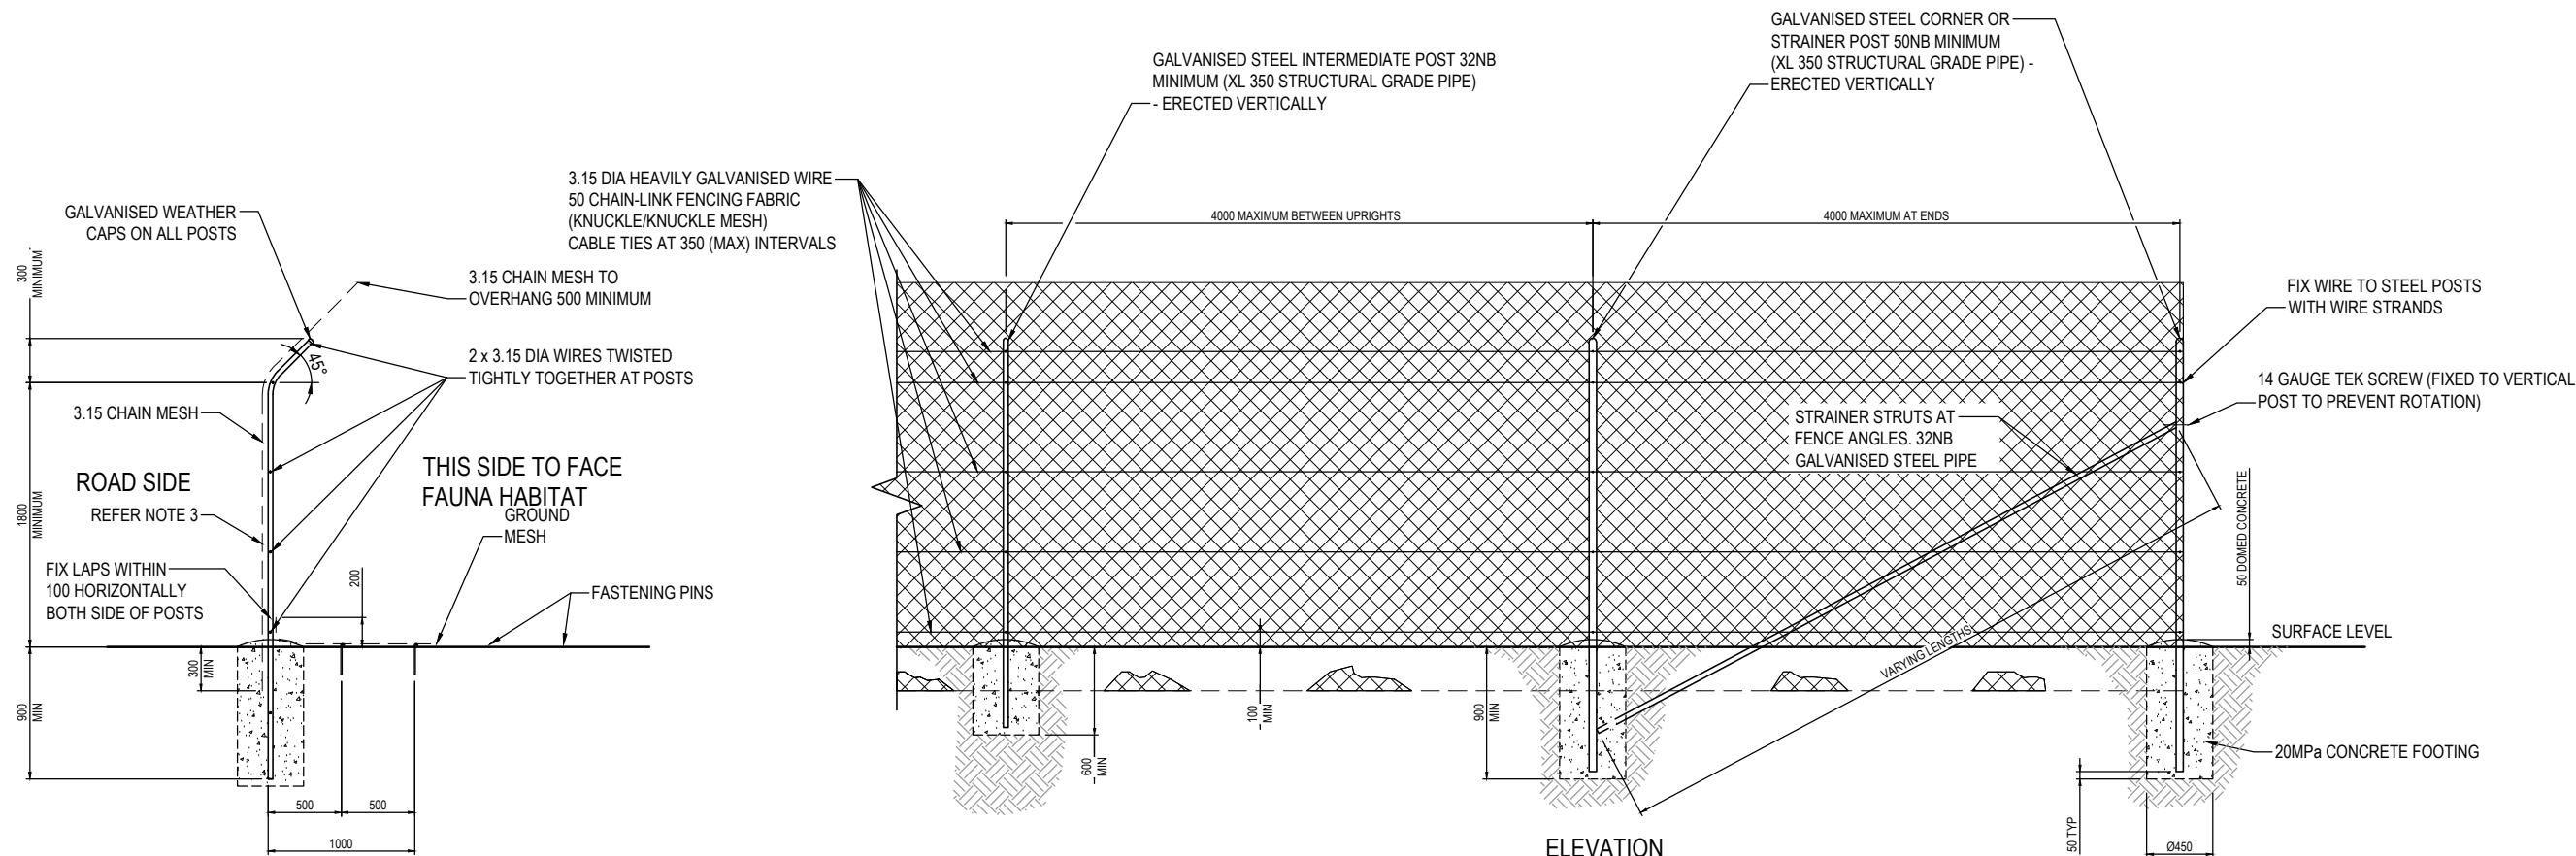 GALVANISED STEEL CORNER OR
STRAINER POST 50NB MINIMUM
(XL 350 STRUCTURAL GRADE PIPE) -
ERECTED VERTICALLY
GALVANISED STEEL INTERMEDIATE POST 32NB
MINIMUM (XL 350 STRUCTURAL GRADE PIPE)
- ERECTED VERTICALLY
3.15 DIA HEAVILY GALVANISED WIRE
50 CHAIN-LINK FENCING FABRIC
(KNUCKLE/KNUCKLE MESH)
CABLE TIES AT 350 (MAX) INTERVALS
GALVANISED WEATHER
CAPS ON ALL POSTS
4000 MAXIMUM BETWEEN UPRIGHTS
4000 MAXIMUM AT ENDS
300
MINIMUM
3.15 CHAIN MESH TO
OVERHANG 500 MINIMUM
FIX WIRE TO STEEL POSTS
WITH WIRE STRANDS
45°
2 x 3.15 DIA WIRES TWISTED
TIGHTLY TOGETHER AT POSTS
14 GAUGE TEK SCREW (FIXED TO VERTICAL
POST TO PREVENT ROTATION)
3.15 CHAIN MESH
STRAINER STRUTS AT
FENCE ANGLES. 32NB
GALVANISED STEEL PIPE
ROAD SIDE
THIS SIDE TO FACE
FAUNA HABITAT
REFER NOTE 3
GROUND
MESH
1800
MINIMUM
FIX LAPS WITHIN
100 HORIZONTALLY
BOTH SIDE OF POSTS
200
FASTENING PINS
50 DOMED CONCRETE
SURFACE LEVEL
300
MIN
900
MIN
VARYING LENGTHS
100
MIN
900
MIN
600
MIN
20MPa CONCRETE FOOTING
500
500
1000
50 TYP
Ø450
ELEVATION